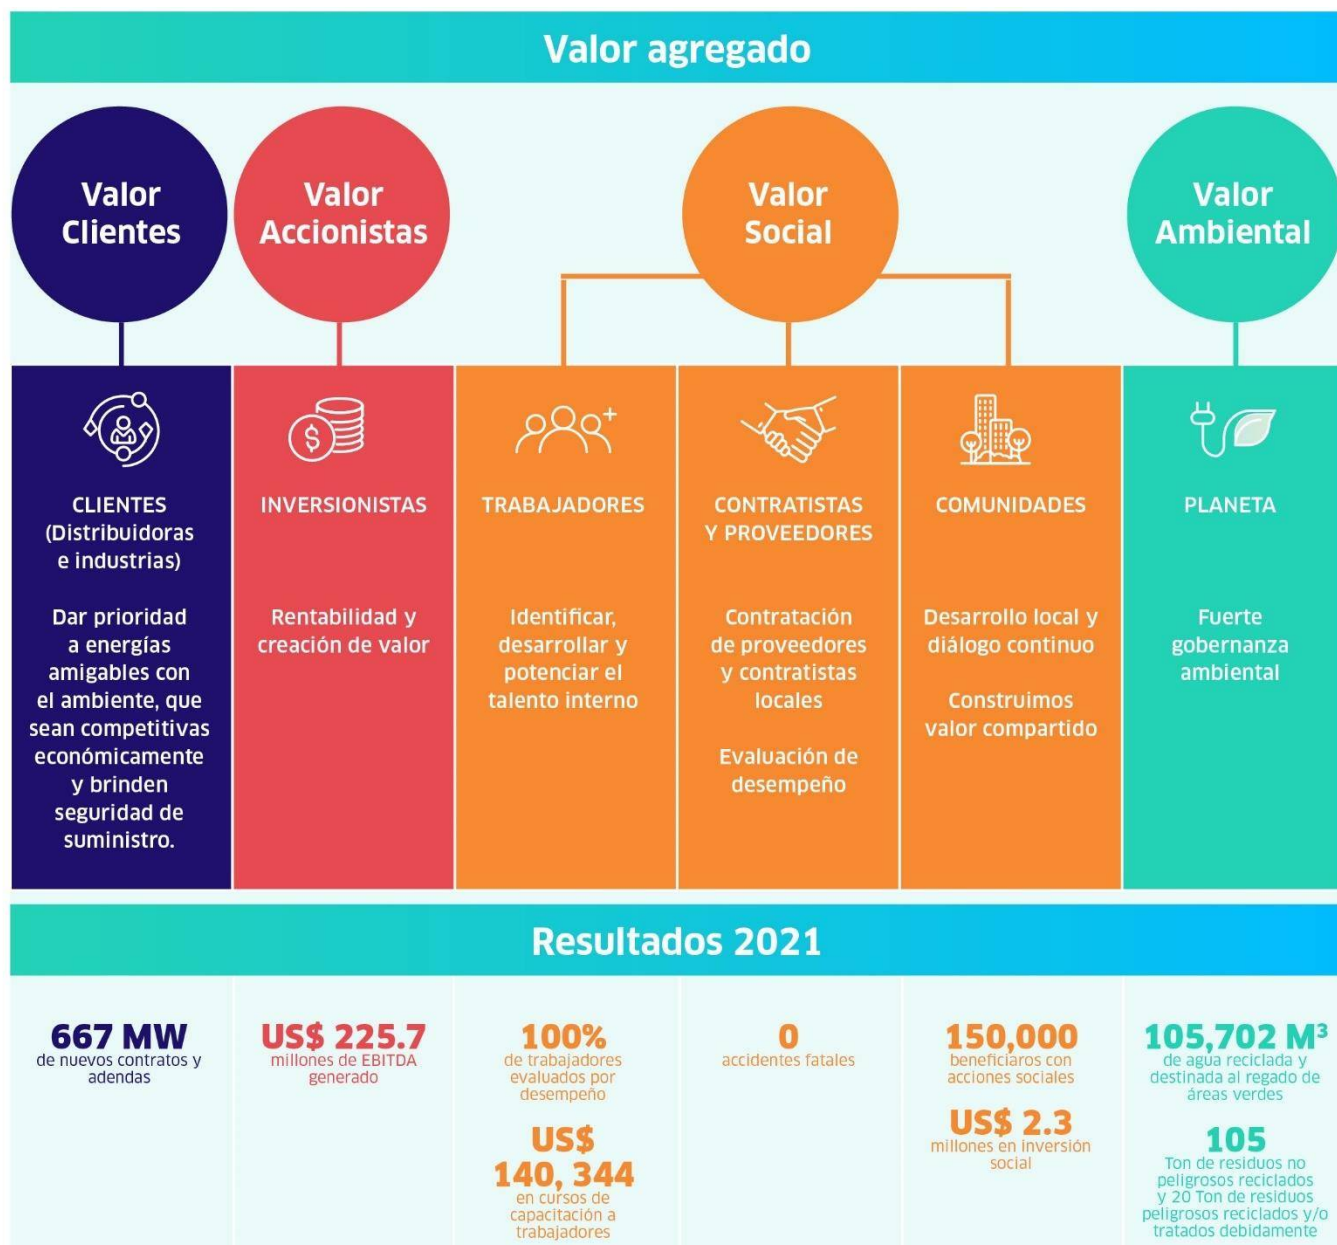 Valor agregado
Valor
Clientes
Valor
Accionistas
Valor
Social
Valor
Ambiental
CLIENTES
(Distribuidoras
e industrias)
Dar prioridad
a energías
amigables con
el ambiente, que
sean competitivas
económicamente
y brinden
seguridad de
suministro.
INVERSIONISTAS
Rentabilidad y
creación de valor
TRABAJADORES
Identificar,
desarrollar y
potenciar el
talento interno
CONTRATISTAS
Y PROVEEDORES
Contratación
de proveedores
y contratistas
locales
Evaluación de
desempeño
COMUNIDADES
Desarrollo local y
diálogo continuo
Construimos
valor compartido
PLANETA
Fuerte
gobernanza
ambiental
Resultados 2021
667 MW
de nuevos contratos y
adendas
US$ 225.7
millones de EBITDA
generado
100%
de trabajadores
evaluados por
desempeño
US$
140, 344
en cursos de
capacitación a
trabajadores
0
accidentes fatales
150,000
beneficiaros con
acciones sociales
US$ 2.3
millones en inversión
social
105,702 M³
de agua reciclada y
destinada al regado de
áreas verdes
105
Ton de residuos no
peligrosos reciclados
y 20 Ton de residuos
peligrosos reciclados y/o
tratados debidamente